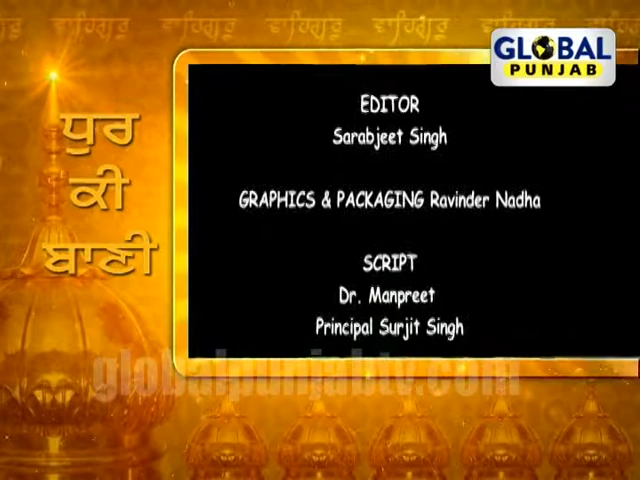 ਵਾਹਿਗੁਰੂ ਵਾਹਿਗੁਰੂ ਵਾਹਿਗੁਰੂ ਵਾਹਿਗੁਰੂ
GLOBAL
PUNJAB
ਧੁਰ
ਕੀ
ਬਾਣੀ
EDITOR
Sarabjeet Singh
GRAPHICS & PACKAGING Ravinder Nadha
SCRIPT
Dr. Manpreet
Principal Surjit Singh
globalpunjabtv.com